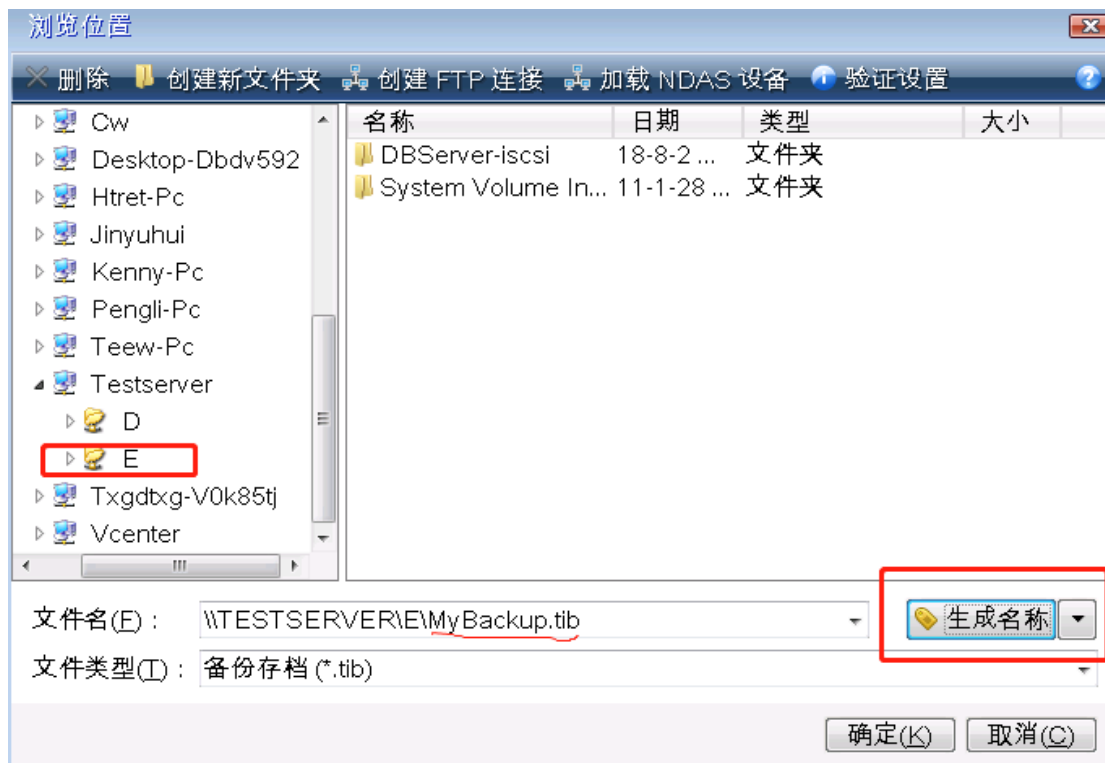 浏览位置
删除 创建新文件夹 创建 FTP 连接 加载 NDAS 设备 验证设置
Cw
Desktop-Dbdv592
Htret-Pc
Jinyuhui
Kenny-Pc
Pengli-Pc
Teew-Pc
Testserver
D
E
Txgdtxg-V0k85tj
Vcenter
名称 日期 类型 大小
DBServer-iscsi 18-8-2 ... 文件夹
System Volume In... 11-1-28 ... 文件夹
文件名(F)： \\TESTSERVER\E\MyBackup.tib 生成名称
文件类型(T)： 备份存档 (*.tib)
确定(K) 取消(C)